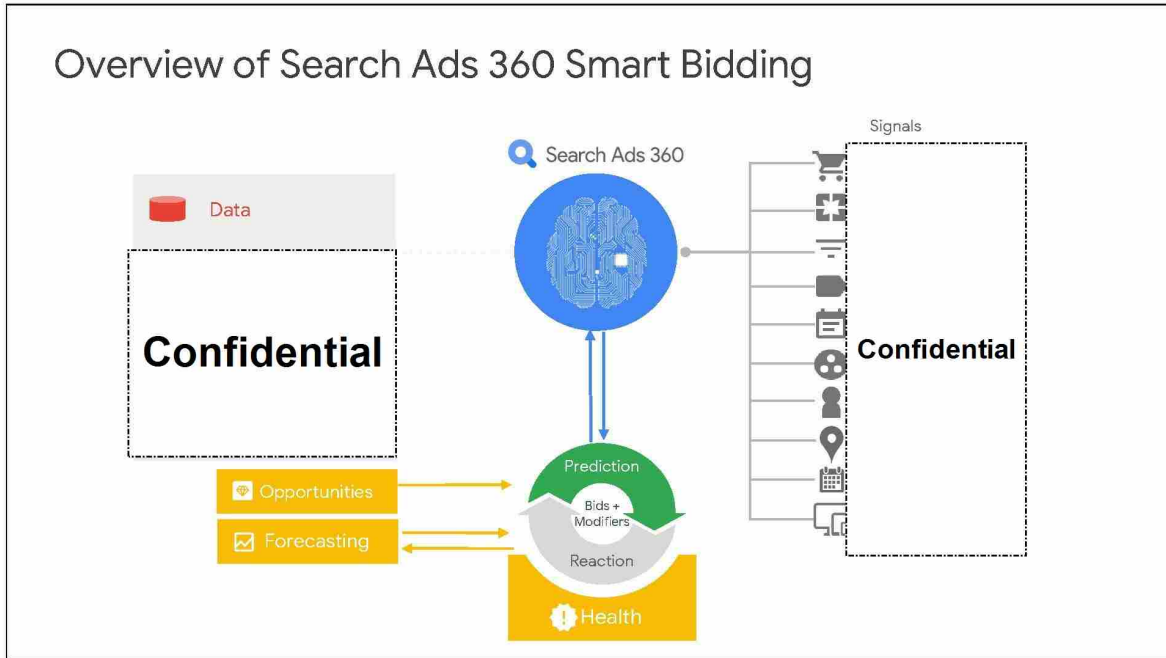 Overview of Search Ads 360 Smart Bidding
Signals
Search Ads 360
Data
Confidential
Confidential
Prediction
Bids +
Modifiers
Reaction
Opportunities
Forecasting
Health